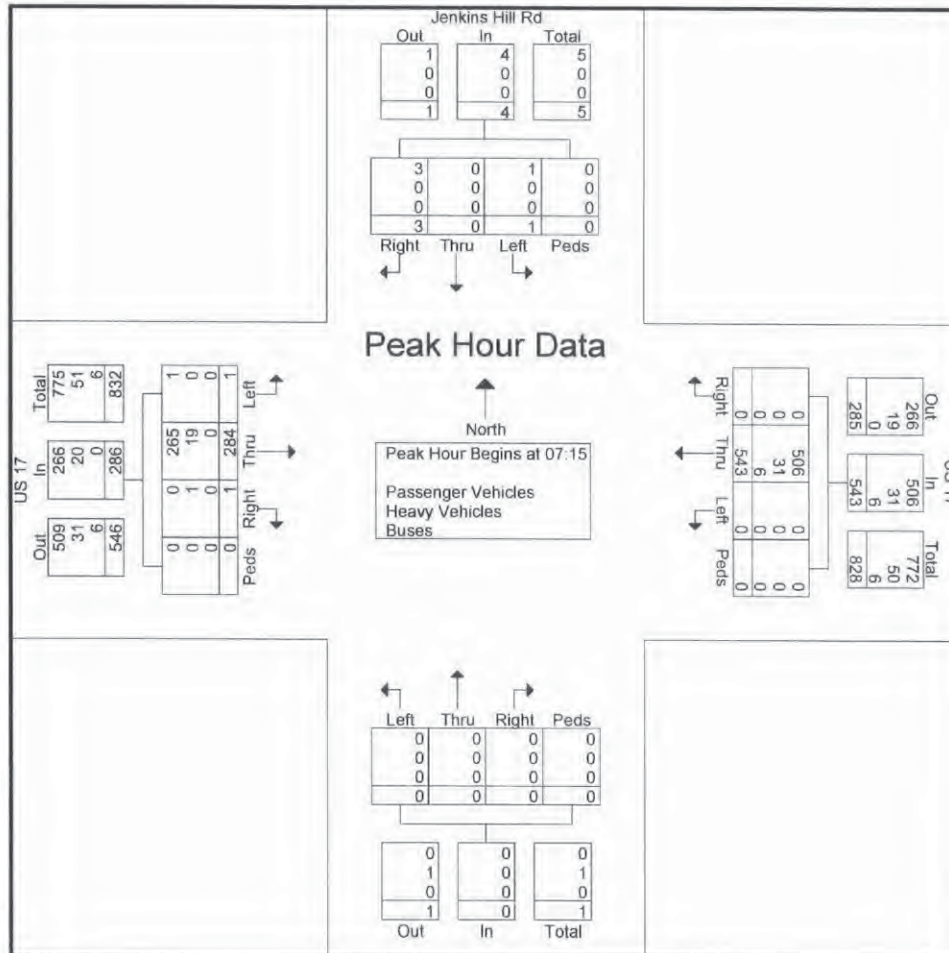 Jenkins Hill Rd
Out In Total
1 4 5
0 0 0
0 0 0
1 4 5
3 0 1 0
0 0 0 0
0 0 0 0
3 0 1 0
Right Thru Left Peds
Peak Hour Data
North
Peak Hour Begins at 07:15
Passenger Vehicles
Heavy Vehicles
Buses
US 17
Out In Total
509 266 775
31 20 51
6 0 6
546 286 832
Peds Right Thru Left
0 0 265 1
0 1 19 0
0 0 0 0
0 1 284 1
Out In Total
266 506 772
19 31 50
0 6 6
285 543 828
Right Thru Left Peds
0 506 0 0
0 31 0 0
0 6 0 0
0 543 0 0
Left Thru Right Peds
0 0 0 0
0 0 0 0
0 0 0 0
0 0 0 0
0 0 0
1 0 1
0 0 0
1 0 1
Out In Total